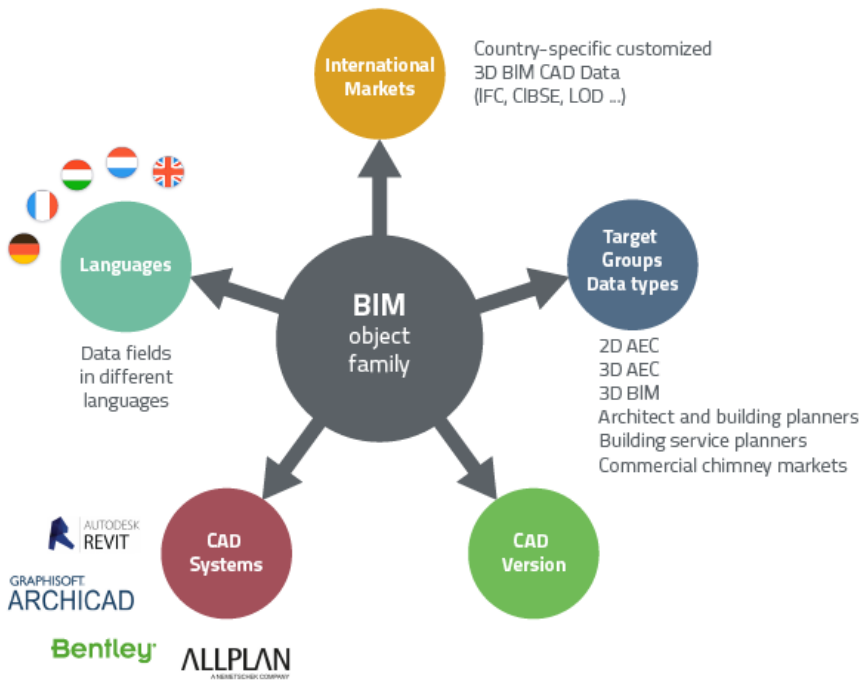 International
Markets
Country-specific customized
3D BIM CAD Data
(IFC, CIBSE, LOD ...)
Languages
Data fields
in different
languages
BIM
object
family
Target
Groups
Data types
2D AEC
3D AEC
3D BIM
Architect and building planners
Building service planners
Commercial chimney markets
CAD
Systems
AUTODESK
REVIT
GRAPHISOFT.
ARCHICAD
Bentley
ALLPLAN
A NEMETSCHEK COMPANY
CAD
Version